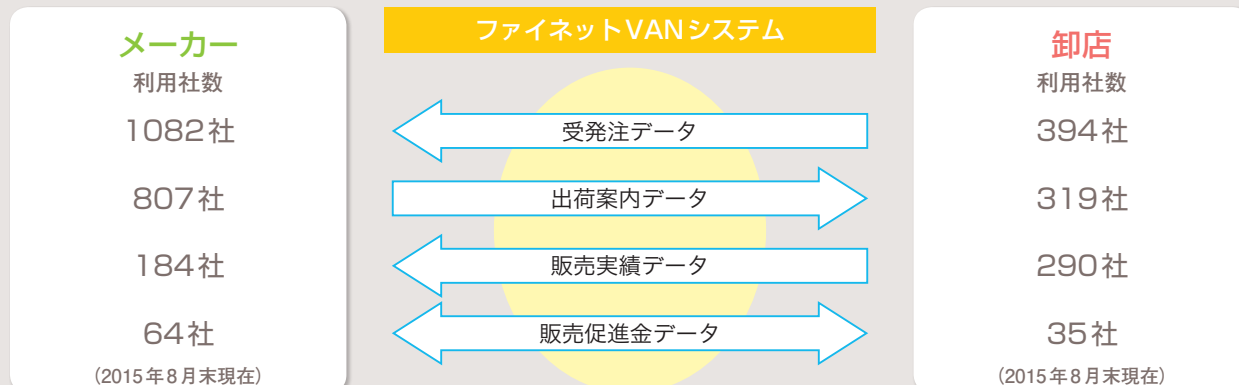 メーカー
利用社数
1082社
807社
184社
64社
(2015年8月末現在)
ファイネットVANシステム
受発注データ
出荷案内データ
販売実績データ
販売促進金データ
卸店
利用社数
394社
319社
290社
35社
(2015年8月末現在)